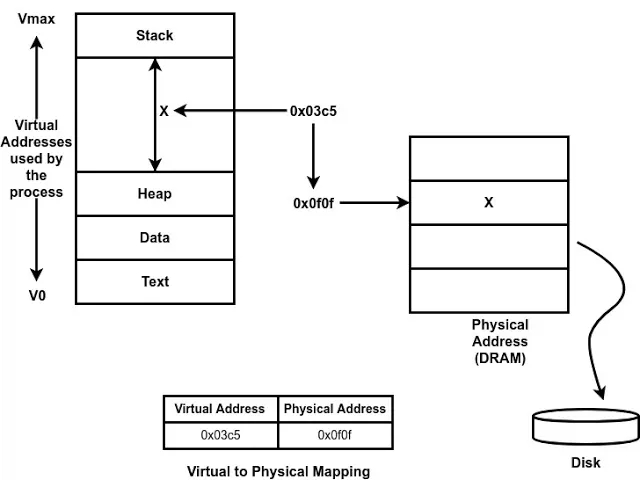 Vmax
Stack
X
0x03c5
Virtual
Addresses
used by
the
process
Heap
0x0f0f
X
Data
Text
V0
Physical
Address
(DRAM)
Virtual Address Physical Address
0x03c5 0x0f0f
Virtual to Physical Mapping
Disk